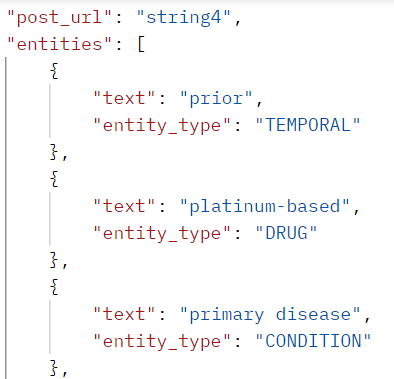 "post_url": "string4",
"entities": [
{
"text": "prior",
"entity_type": "TEMPORAL"
},
{
"text": "platinum-based",
"entity_type": "DRUG"
},
{
"text": "primary disease",
"entity_type": "CONDITION"
},